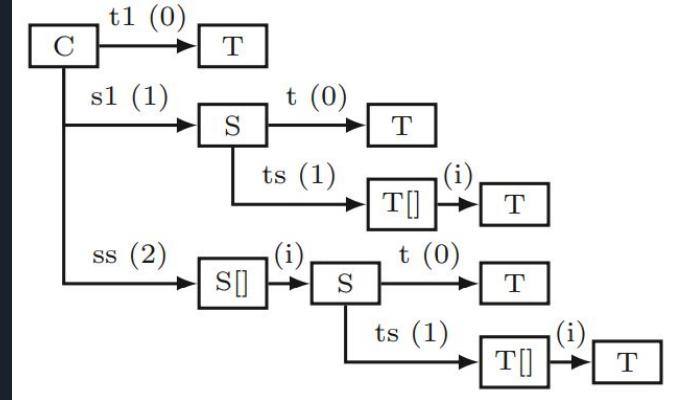 t1 (0)
C T
s1 (1) t (0)
S T
ts (1) (i)
T[] T
ss (2) (i) t (0)
S[] S T
ts (1) (i)
T[] T